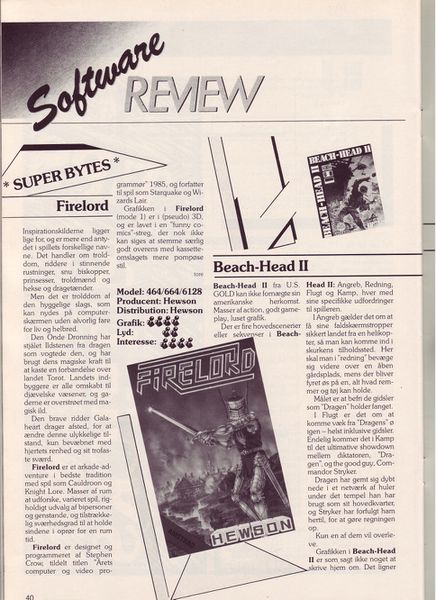 Software
REVIEW
* SUPER BYTES *
Firelord
Inspirationskilderne ligger
lige for, og er mere end anty-
det i spillets forskellige nav-
ne. Det handler om trold-
dom, riddere i stinnende
rustninger, snu biskopper,
prinsesser, troldmænd og
hekse og dragetænder.
Men det er trolddom af
den hyggelige slags, som
kan nydes på computer-
skærmen uden alvorlig fare
for liv og helbred.
Den Onde Dronning har
stjålet Ildstenen fra dragen
som vogtede den, og har
brugt dens magiske kraft til
at kaste en forbandelse over
landet Torot. Landets ind-
byggere er alle omskabt til
djævelske væsener, og ga-
derne er overstrøet med ma-
gisk ild.
Den brave ridder Gala-
heart drager afsted, for at
ændre denne ulykkelige til-
stand, kun bevæbnet med
hjertets renhed og sit trofa-
ste sværd.
Firelord er et arkade-ad-
venture i bedste tradition
med spil som Cauldroon og
Knight Lore. Masser af rum
at udforske, varieret spil, rig-
holdigt udvalg af bipersoner
og genstande, og tilstrække-
lig sværhedsgrad til at holde
sindene i oprør for en rum
tid.
Firelord er designet og
programmeret af Stephen
Crow, tildelt titlen "Årets
computer og video pro-
grammør" 1985, og forfatter
til spil som Starquake og Wi-
zards Lair.
Grafikken i Firelord
(mode 1) er i (pseudo) 3D,
og er lavet i en "funny co-
mics"-streg, der nok ikke
kan siges at stemme særlig
godt overens med kassette-
omslagets mere pompøse
stil.
tore
Model: 464/664/6128
Producent: Hewson
Distribution: Hewson
Grafik:
Lyd:
Interesse:
FIRELORD
HEWSON
BEACH-HEAD II
BEACH-HEAD II
Beach-Head II
Beach-Head II fra U.S.
GOLD kan ikke fornægte sin
amerikanske herkomst.
Masser af action, godt game-
play, luset grafik.
Der er fire hovedscenerier
eller sekvenser i Beach-
Head II: Angreb, Redning,
Flugt og Kamp, hver med
sine specifikke udfordringer
til spilleren.
I Angreb gælder det om at
få sine faldskærmstropper
sikkert landet fra en helikop-
ter, så man kan komme ind i
skurkens tilholdssted. Her
skal man i "redning" bevæge
sig videre over en åben
gårdsplads, mens der bliver
fyret øs på en, alt hvad rem-
mer og tøj kan holde.
Målet er at befri de gidsler
som "Dragen" holder fanget.
I Flugt er det om at
komme væk fra "Dragens" ø
igen – helst inklusive gidsler.
Endelig kommer det i Kamp
til det ultimative showdown
mellem diktatoren, "Dra-
gen", og the good guy, Com-
mandor Stryker.
Dragen har gemt sig dybt
nede i et netværk af huler
under det tempel han har
brugt som sit hovedkvarter,
og Stryker har forfulgt ham
hertil, for at gøre regningen
op.
Kun en af dem vil overle-
ve.
Grafikken i Beach-Head
II er som sagt ikke noget at
skrive hjem om. Det ligner
40